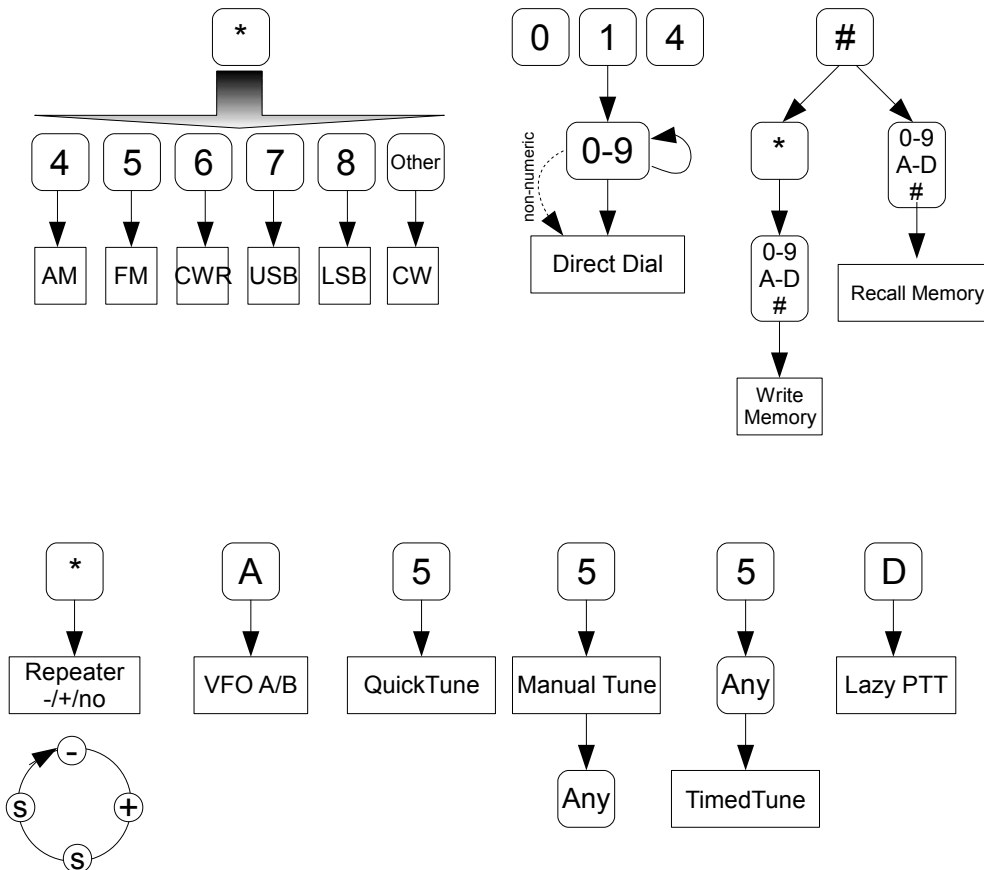 *
0 1 4
#
4 5 6 7 8 Other
AM FM CWR USB LSB CW
non-numeric
0-9
Direct Dial
*
0-9
A-D
#
Write
Memory
0-9
A-D
#
Recall Memory
*
Repeater
-/+/no
-
+
s
s
A
VFO A/B
5
QuickTune
5
Manual Tune
Any
5
Any
TimedTune
D
Lazy PTT